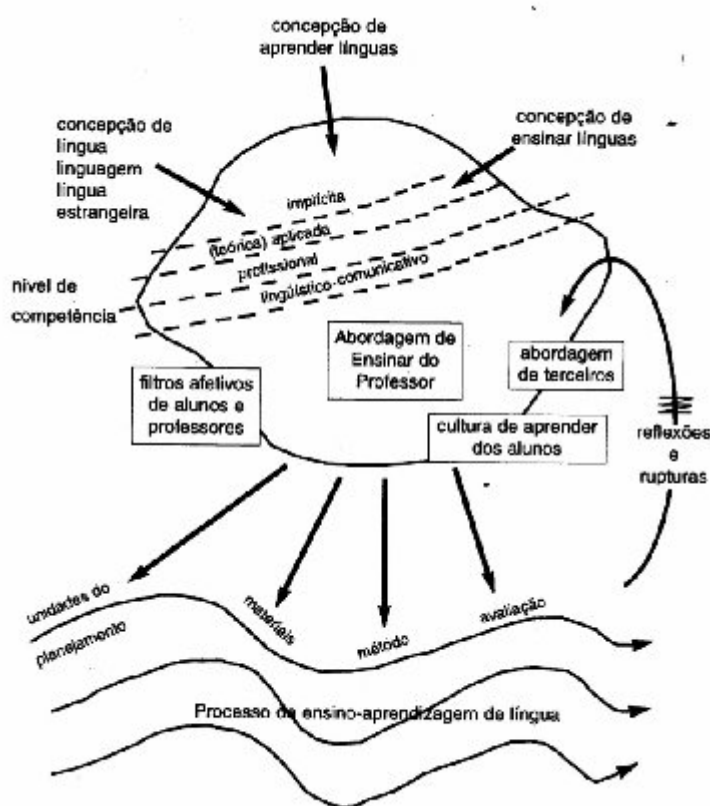 concepção de
aprender línguas
concepção de
língua
linguagem
língua
estrangeira
concepção de
ensinar línguas
implícita
(teórica) aplicada
profissional
lingüístico-comunicativo
nível de
competência
Abordagem de
Ensinar do
Professor
abordagem
de terceiros
filtros afetivos
de alunos e
professores
cultura de aprender
dos alunos
reflexões
e
rupturas
unidades do
planejamento
materiais
método
avaliação
Processo de ensino-aprendizagem de língua